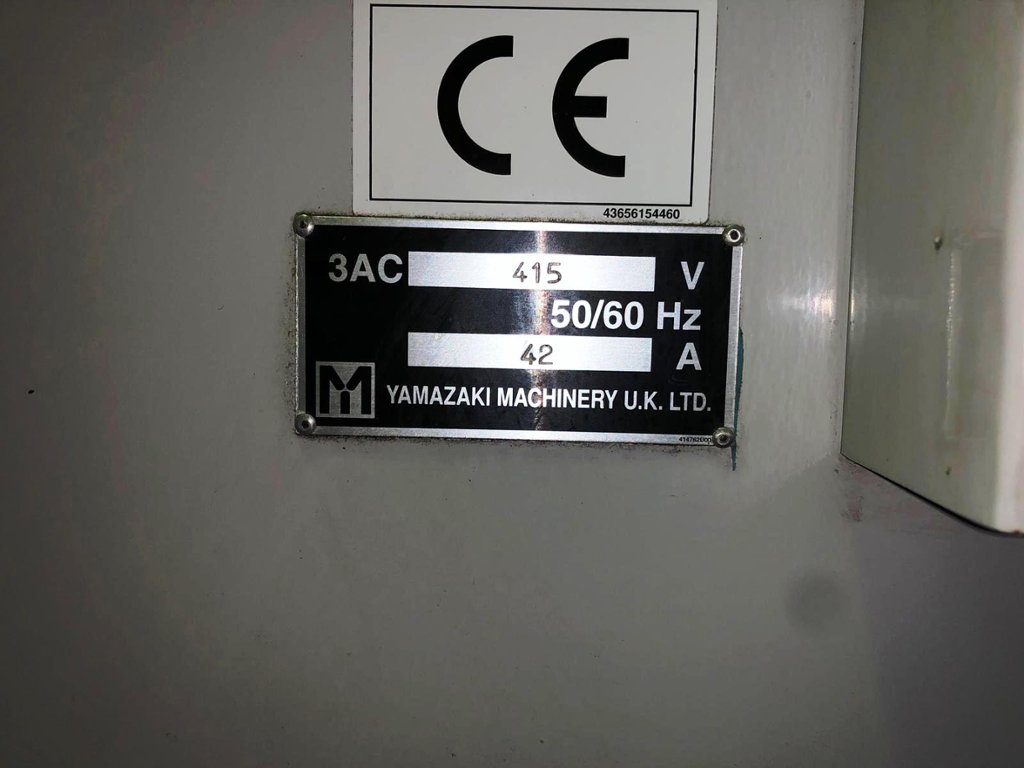 CE
43656154460
3AC 415 V
50/60 Hz
42 A
M YAMAZAKI MACHINERY U.K. LTD.